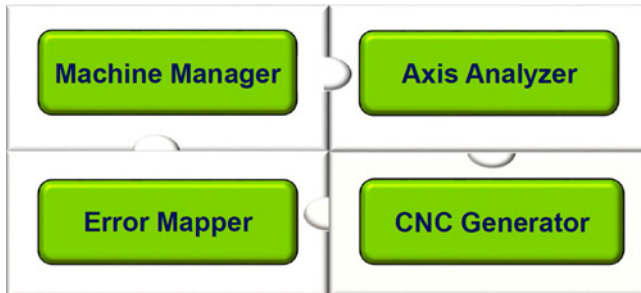 Machine Manager
Axis Analyzer
Error Mapper
CNC Generator